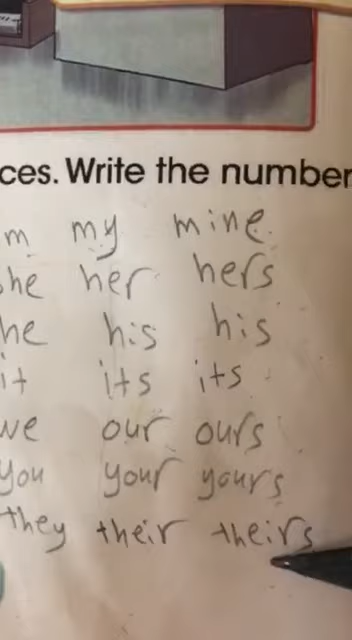 ces. Write the number
m my mine
she her hers
he his his
it its its
we our ours
you your yours
they their theirs